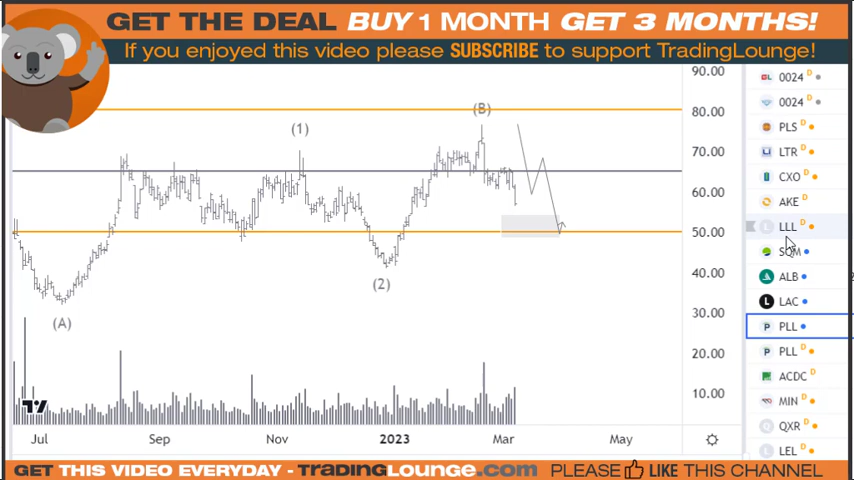 GET THE DEAL BUY 1 MONTH GET 3 MONTHS!
If you enjoyed this video please SUBSCRIBE to support TradingLounge!
90.00
80.00
70.00
60.00
50.00
40.00
30.00
20.00
10.00
(A)
(1)
(2)
(B)
Jul Sep Nov 2023 Mar May
0024 D
0024 D
PLS D
LTR D
CXO D
AKE D
L LLL D
SQM
ALB
L LAC
P PLL
P PLL D
ACDC D
MIN D
Q QXR D
L LEL D
GET THIS VIDEO EVERYDAY - TradingLounge.com PLEASE LIKE THIS CHANNEL